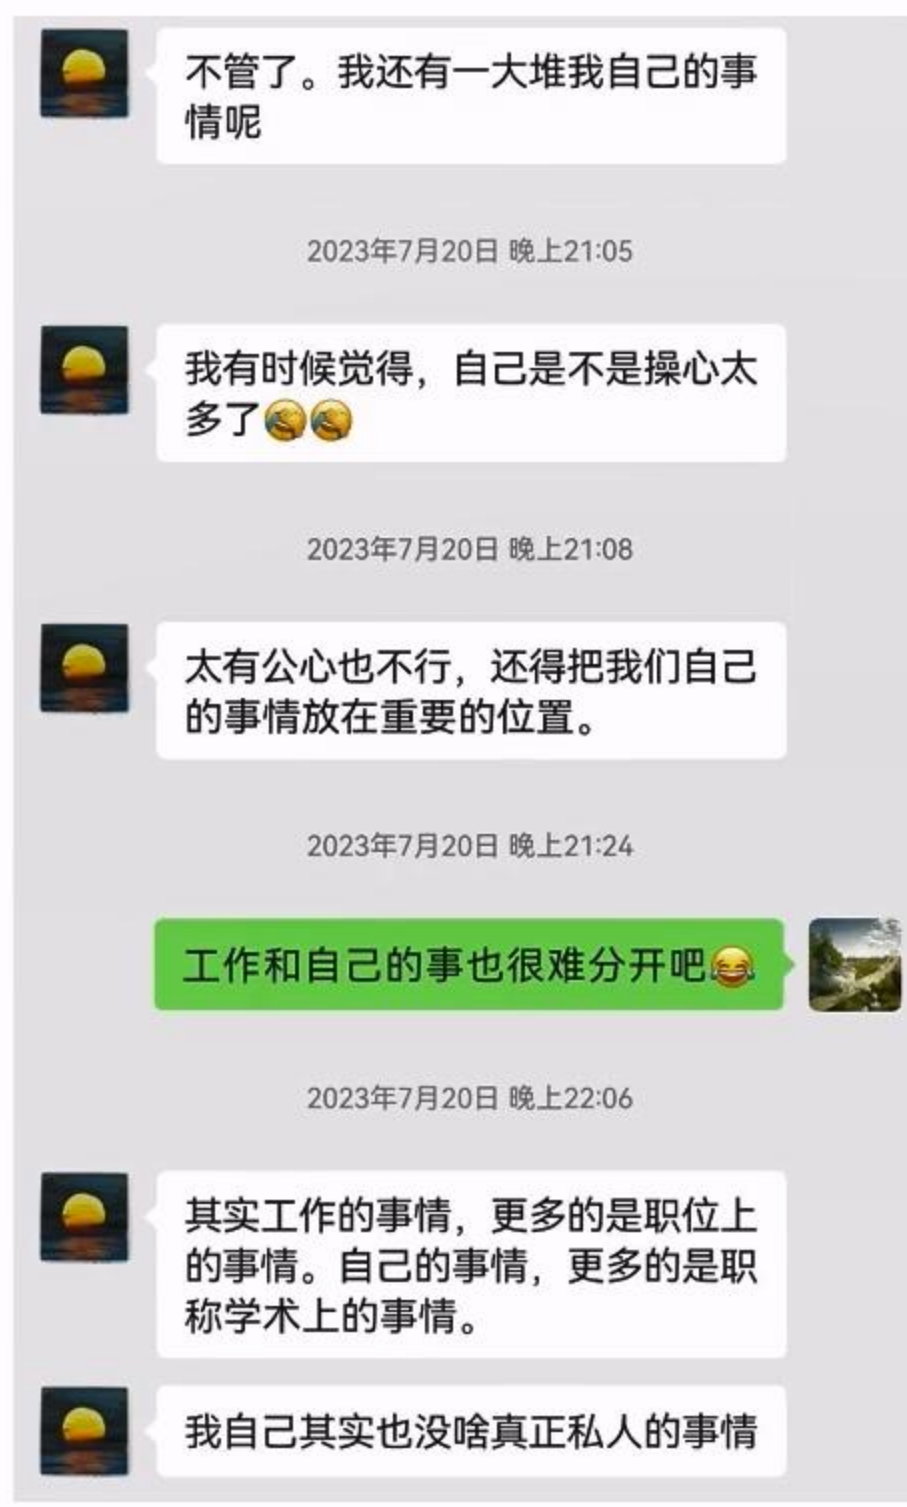 不管了。我还有一大堆我自己的事
情呢
2023年7月20日 晚上21:05
我有时候觉得，自己是不是操心太
多了
2023年7月20日 晚上21:08
太有公心也不行，还得把我们自己
的事情放在重要的位置。
2023年7月20日 晚上21:24
工作和自己的事也很难分开吧
2023年7月20日 晚上22:06
其实工作的事情，更多的是职位上
的事情。自己的事情，更多的是职
称学术上的事情。
我自己其实也没啥真正私人的事情